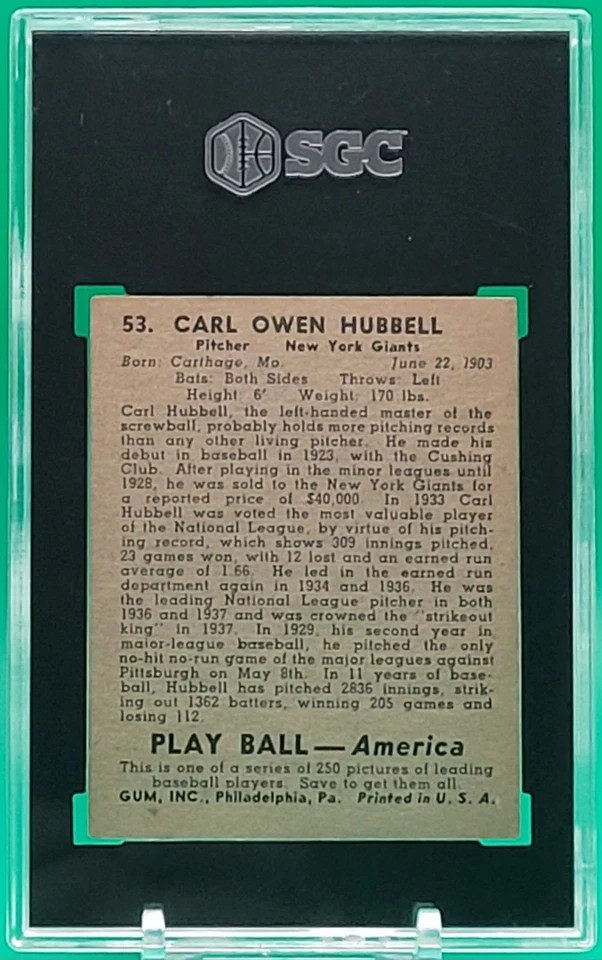 SGC
53. CARL OWEN HUBBELL
Pitcher New York Giants
Born: Carthage, Mo. June 22, 1903
Bats: Both Sides Throws: Left
Height: 6' Weight: 170 lbs.
Carl Hubbell, the left-handed master of the
screwball, probably holds more pitching records
than any other living pitcher. He made his
debut in baseball in 1923, with the Cushing
Club. After playing in the minor leagues until
1928, he was sold to the New York Giants for
a reported price of $40,000. In 1933 Carl
Hubbell was voted the most valuable player
of the National League, by virtue of his pitch-
ing record, which shows 309 innings pitched,
23 games won, with 12 lost and an earned run
average of 1.66. He led in the earned run
department again in 1934 and 1936. He was
the leading National League pitcher in both
1936 and 1937 and was crowned the "strikeout
king" in 1937. In 1929, his second year in
major-league baseball, he pitched the only
no-hit no-run game of the major leagues against
Pittsburgh on May 8th. In 11 years of base-
ball, Hubbell has pitched 2836 innings, strik-
ing out 1362 batters, winning 205 games and
losing 112.
PLAY BALL—America
This is one of a series of 250 pictures of leading
baseball players. Save to get them all.
GUM, INC., Philadelphia, Pa. Printed in U. S. A.